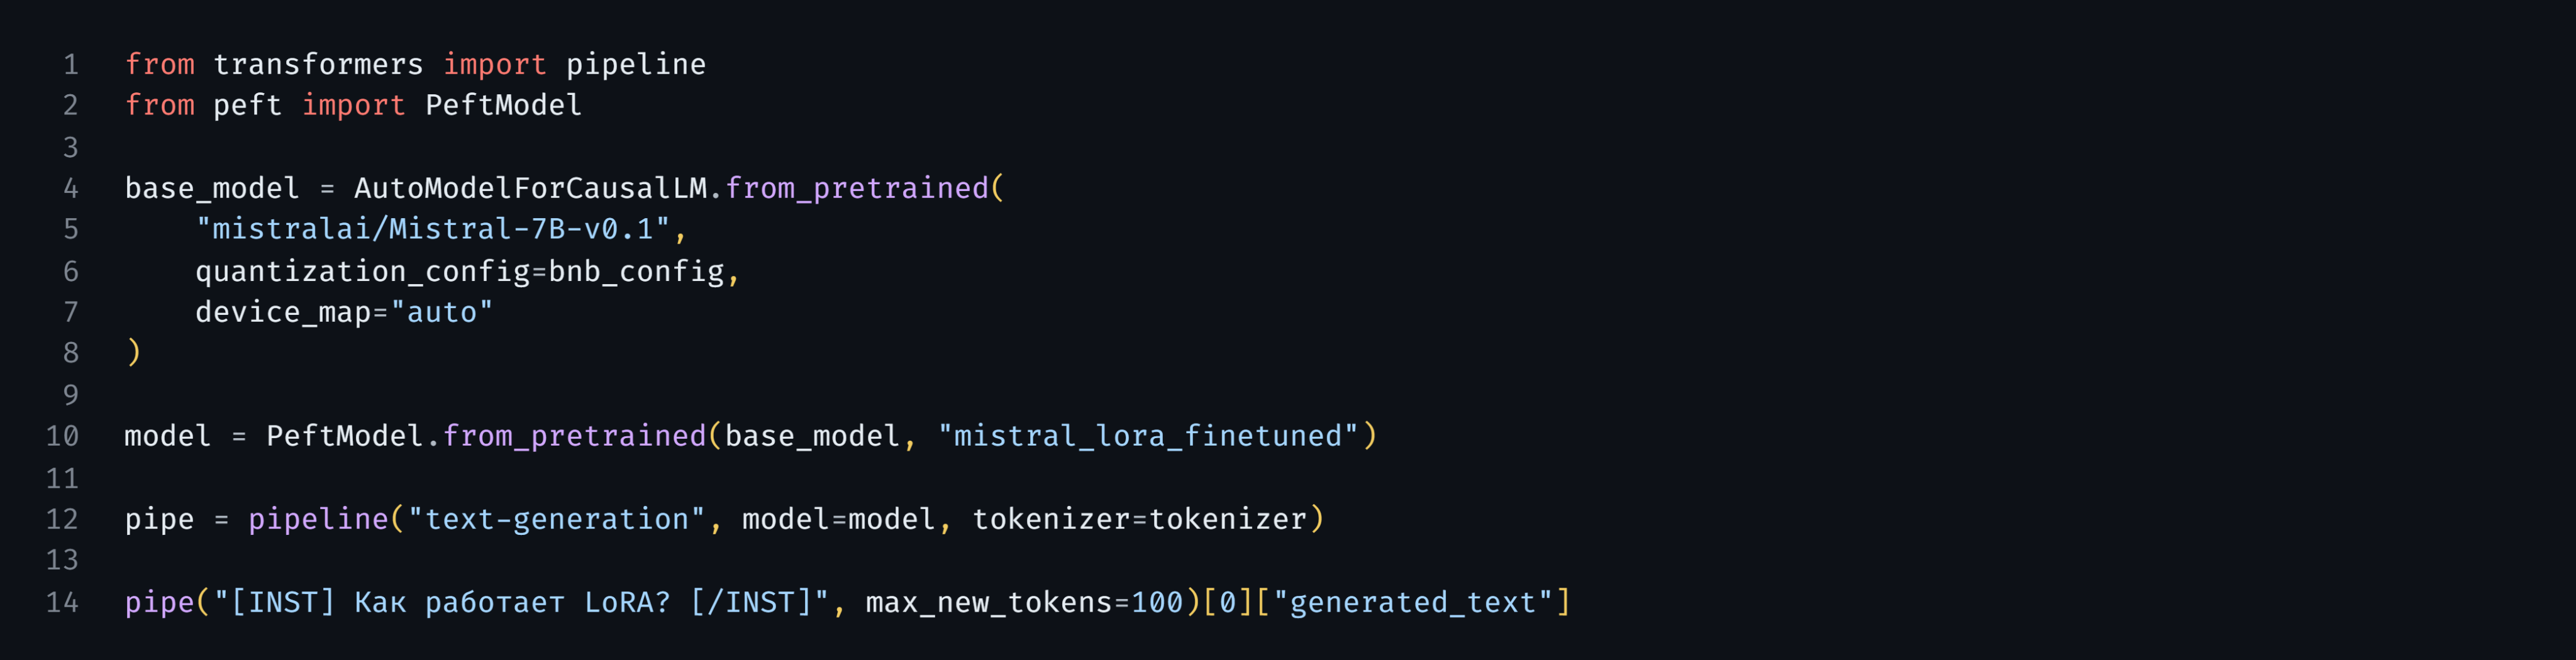 1 from transformers import pipeline
2 from peft import PeftModel
3
4 base_model = AutoModelForCausalLM.from_pretrained(
5     "mistralai/Mistral-7B-v0.1",
6     quantization_config=bnb_config,
7     device_map="auto"
8 )
9
10 model = PeftModel.from_pretrained(base_model, "mistral_lora_finetuned")
11
12 pipe = pipeline("text-generation", model=model, tokenizer=tokenizer)
13
14 pipe("[INST] Как работает LoRA? [/INST]", max_new_tokens=100)[0]["generated_text"]